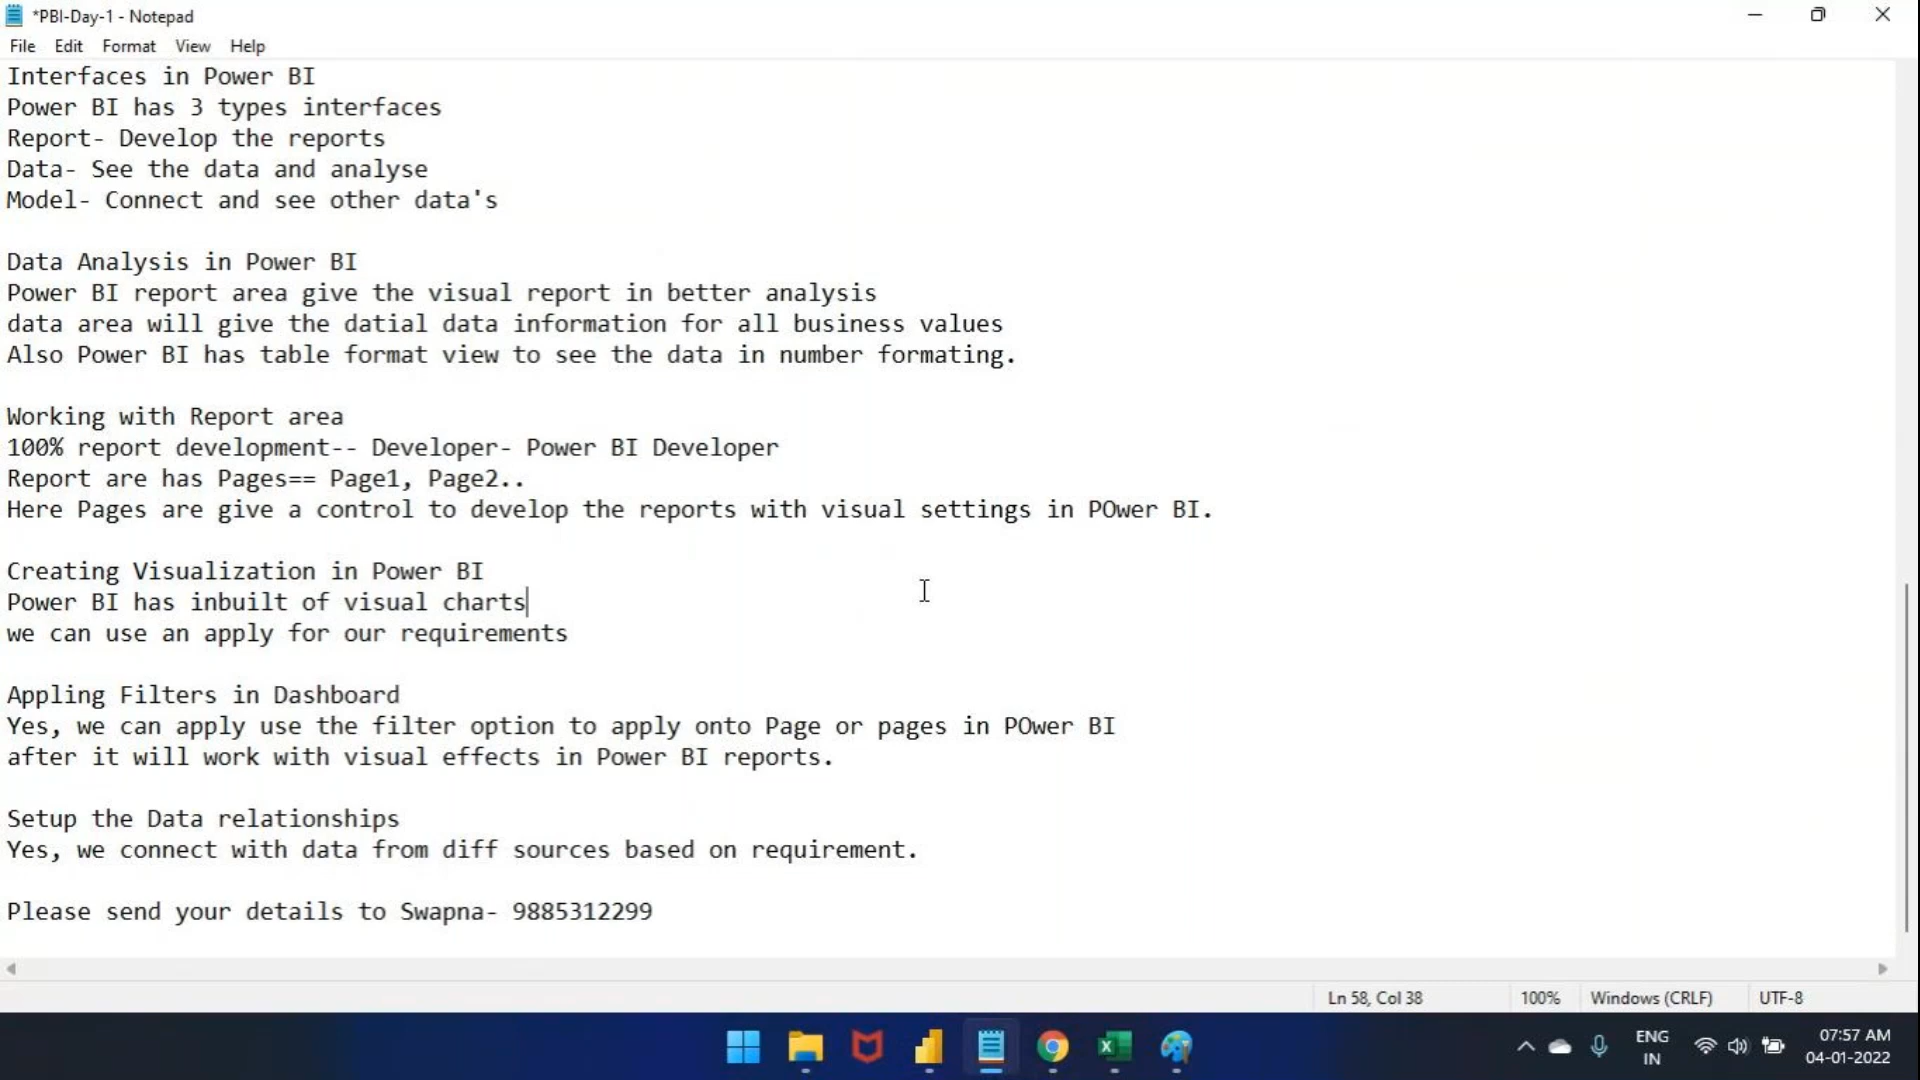 *PBI-Day-1 - Notepad
File Edit Format View Help
Interfaces in Power BI
Power BI has 3 types interfaces
Report- Develop the reports
Data- See the data and analyse
Model- Connect and see other data's
Data Analysis in Power BI
Power BI report area give the visual report in better analysis
data area will give the datial data information for all business values
Also Power BI has table format view to see the data in number formating.
Working with Report area
100% report development-- Developer- Power BI Developer
Report are has Pages== Page1, Page2..
Here Pages are give a control to develop the reports with visual settings in POwer BI.
Creating Visualization in Power BI
Power BI has inbuilt of visual charts
we can use an apply for our requirements
Appling Filters in Dashboard
Yes, we can apply use the filter option to apply onto Page or pages in POwer BI
after it will work with visual effects in Power BI reports.
Setup the Data relationships
Yes, we connect with data from diff sources based on requirement.
Please send your details to Swapna- 9885312299
Ln 58, Col 38 100% Windows (CRLF) UTF-8
ENG 07:57 AM
IN 04-01-2022